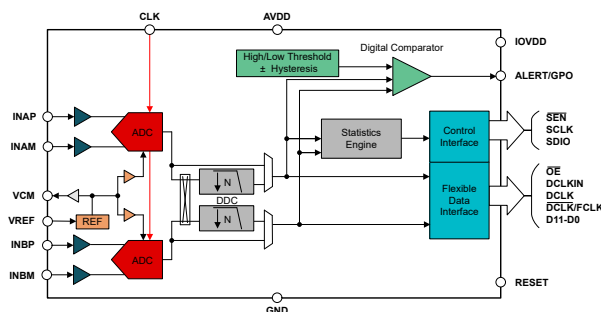 CLK
AVDD
IOVDD
High/Low Threshold
± Hysteresis
Digital Comparator
ALERT/GPO
INAP
INAM
ADC
Statistics
Engine
Control
Interface
SEN
SCLK
SDIO
N
VCM
DDC
Flexible
Data
Interface
OE
DCLKIN
DCLK
DCLK/FCLK
D11-D0
VREF
REF
N
INBP
INBM
ADC
RESET
GND